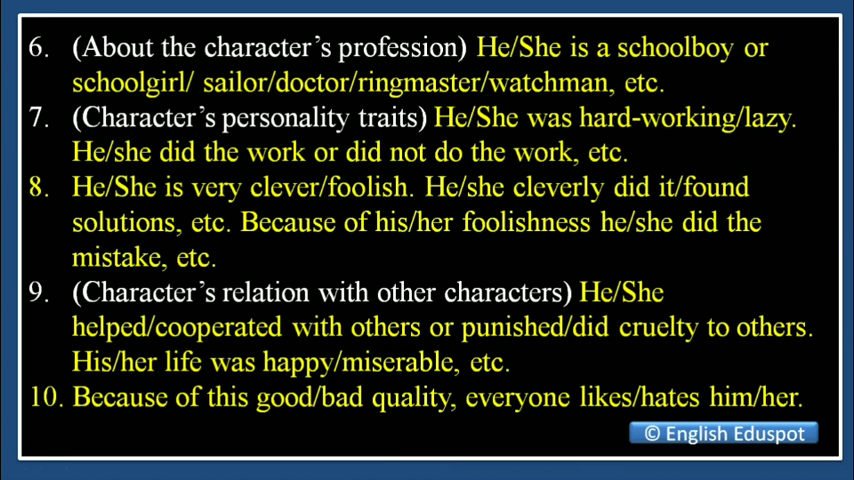 6. (About the character's profession) He/She is a schoolboy or
schoolgirl/ sailor/doctor/ringmaster/watchman, etc.
7. (Character's personality traits) He/She was hard-working/lazy.
He/she did the work or did not do the work, etc.
8. He/She is very clever/foolish. He/she cleverly did it/found
solutions, etc. Because of his/her foolishness he/she did the
mistake, etc.
9. (Character's relation with other characters) He/She
helped/cooperated with others or punished/did cruelty to others.
His/her life was happy/miserable, etc.
10. Because of this good/bad quality, everyone likes/hates him/her.
© English Eduspot